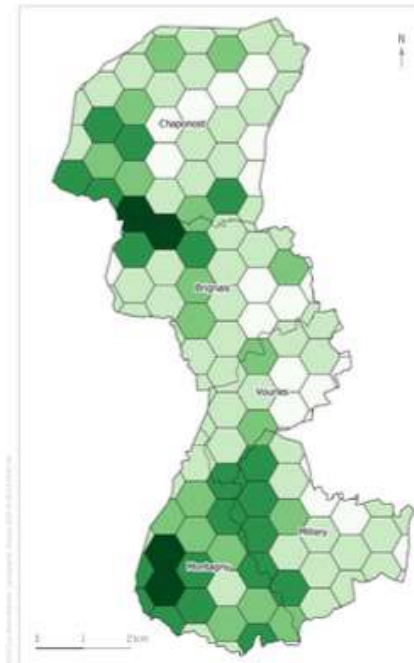 N
Chaponost
Brignais
Vourles
Millery
Montagny
0 1 2 km